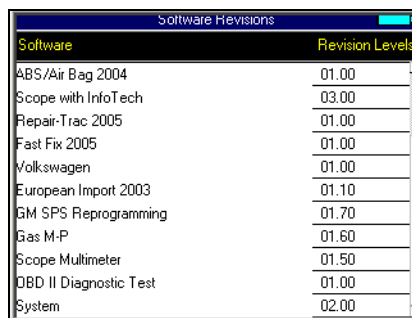 Software Revisions
Software Revision Levels
ABS/Air Bag 2004 01.00
Scope with InfoTech 03.00
Repair-Trac 2005 01.00
Fast Fix 2005 01.00
Volkswagen 01.00
European Import 2003 01.10
GM SPS Reprogramming 01.70
Gas M-P 01.60
Scope Multimeter 01.50
OBD II Diagnostic Test 01.00
System 02.00